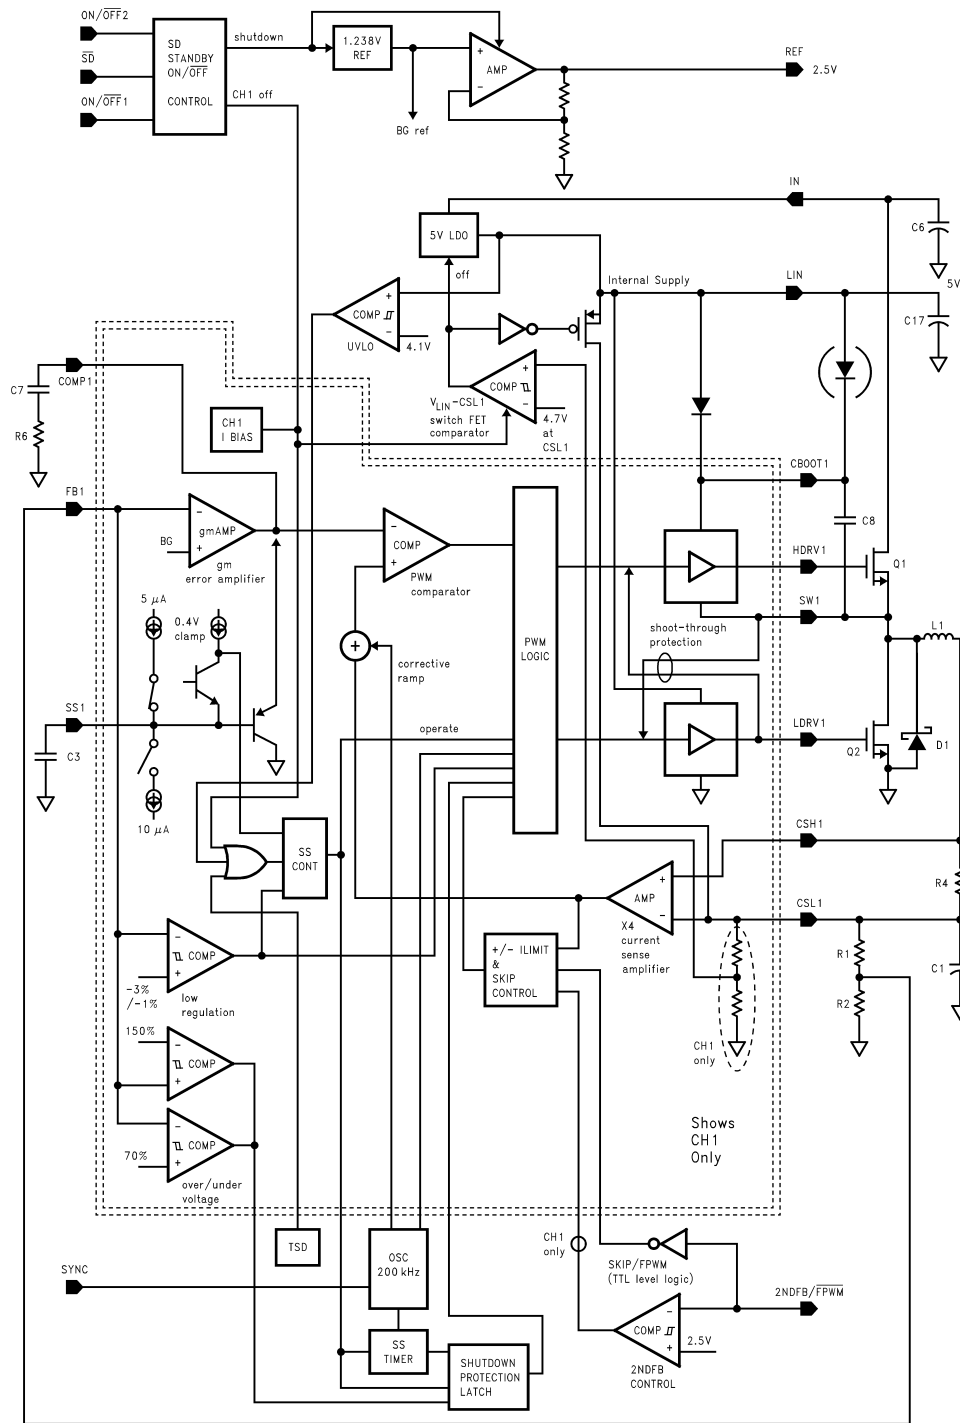 ON/OFF2
SD
ON/OFF1
SD
STANDBY
ON/OFF
CONTROL
shutdown
CH1 off
1.238V
REF
BG ref
+
AMP
−
REF
2.5V
IN
5V LDO
off
Internal Supply
LIN
5V
C6
C17
+
COMP
−
UVLO
4.1V
+
COMP
−
VLIN-CSL1
switch FET
comparator
4.7V
at
CSL1
COMP1
C7
R6
CH1
I BIAS
FB1
−
gmAMP
+
BG
gm
error amplifier
−
COMP
+
PWM
comparator
CBOOT1
C8
HDRV1
Q1
SW1
L1
shoot-through
protection
PWM
LOGIC
5 μA
0.4V
clamp
+
corrective
ramp
SS1
C3
10 μA
operate
LDRV1
Q2
D1
SS
CONT
CSH1
R4
+
AMP
−
X4
current
sense
amplifier
CSL1
R1
R2
C1
+/- ILIMIT
&
SKIP
CONTROL
CH1
only
−
COMP
+
-3%
/-1%
low
regulation
150%
−
COMP
+
−
COMP
+
70%
over/under
voltage
Shows
CH1
Only
TSD
OSC
200 kHz
CH1
only
SKIP/FPWM
(TTL level logic)
SYNC
2NDFB/FPWM
−
COMP
+
2.5V
2NDFB
CONTROL
SS
TIMER
SHUTDOWN
PROTECTION
LATCH